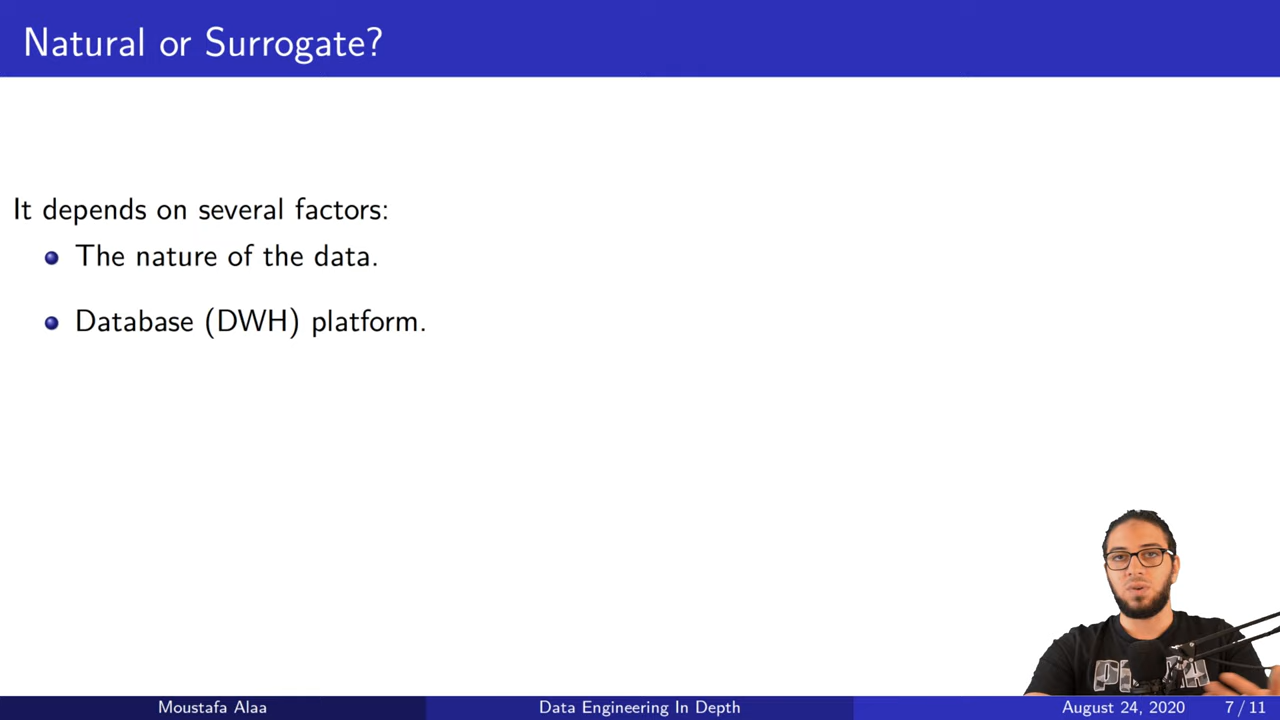 Natural or Surrogate?
It depends on several factors:
The nature of the data.
Database (DWH) platform.
Moustafa Alaa
Data Engineering In Depth
August 24, 2020
7 / 11